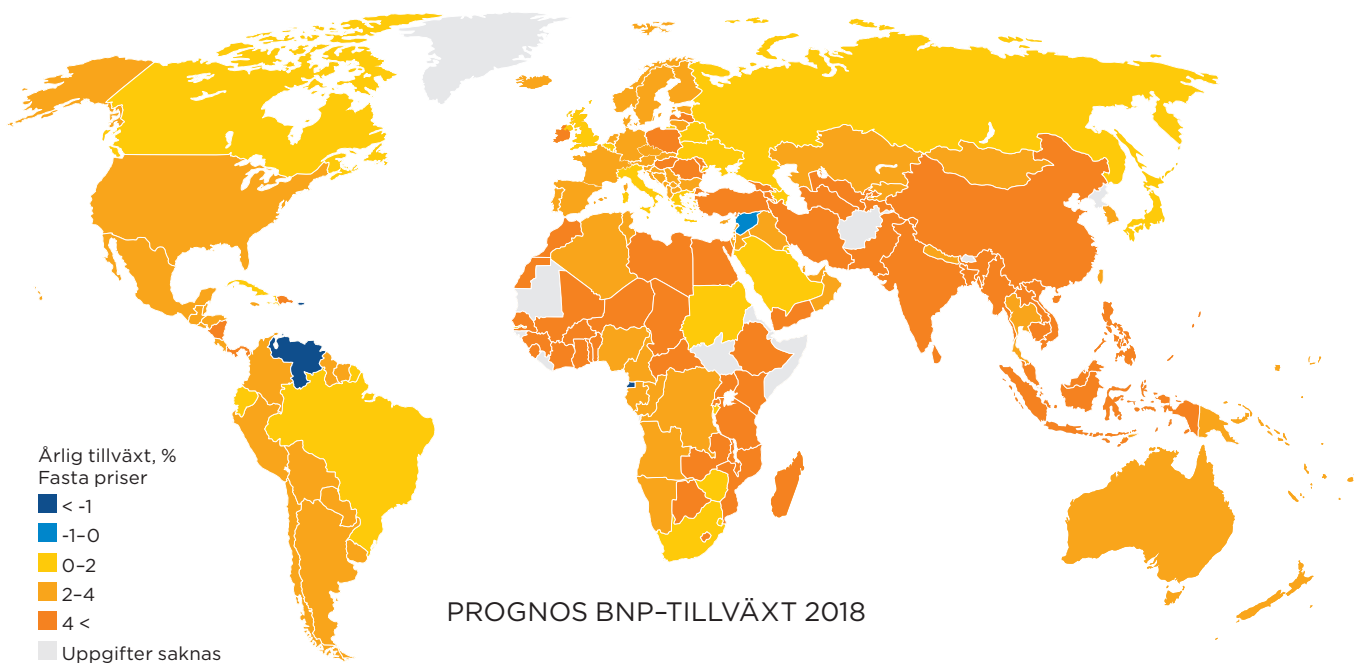 Årlig tillväxt, %
Fasta priser
< -1
-1–0
0–2
2–4
4 <
Uppgifter saknas
PROGNOS BNP–TILLVÄXT 2018